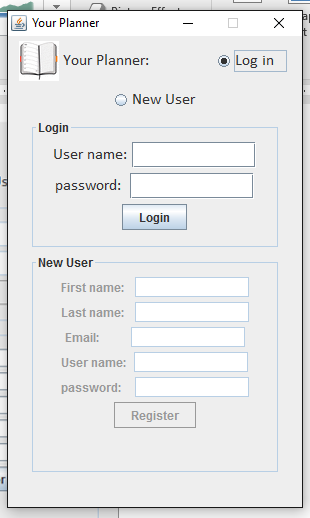 Your Planner
Your Planner:
Log in
New User
Login
User name:
password:
Login
New User
First name:
Last name:
Email:
User name:
password:
Register